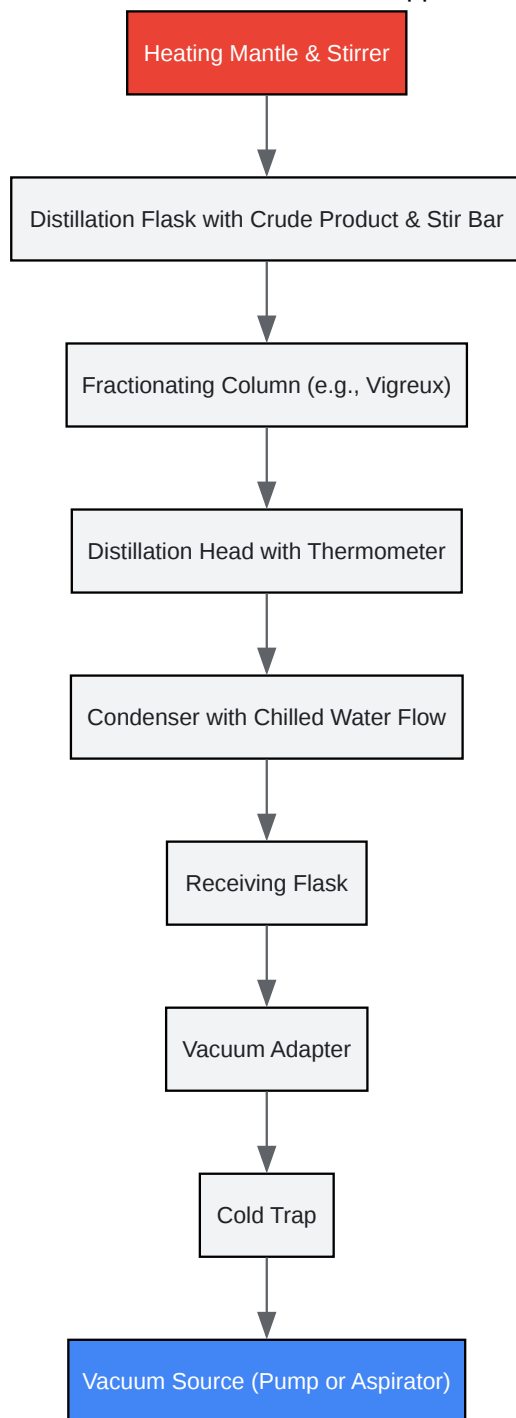 Heating Mantle & Stirrer
Distillation Flask with Crude Product & Stir Bar
Fractionating Column (e.g., Vigreux)
Distillation Head with Thermometer
Condenser with Chilled Water Flow
Receiving Flask
Vacuum Adapter
Cold Trap
Vacuum Source (Pump or Aspirator)